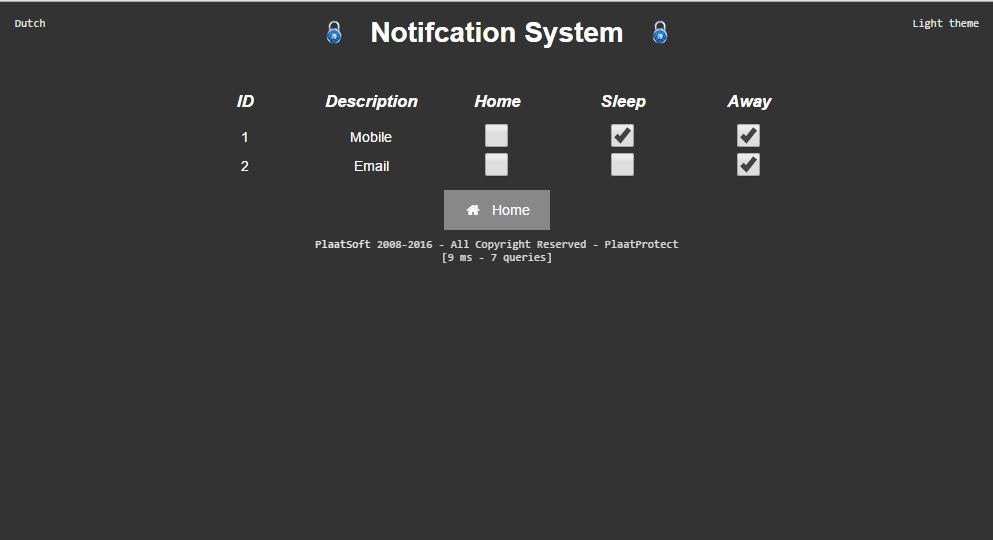 Dutch
Notifcation System
Light theme
ID Description Home Sleep Away
1 Mobile
2 Email
Home
PlaatSoft 2008-2016 - All Copyright Reserved - PlaatProtect
[9 ms - 7 queries]